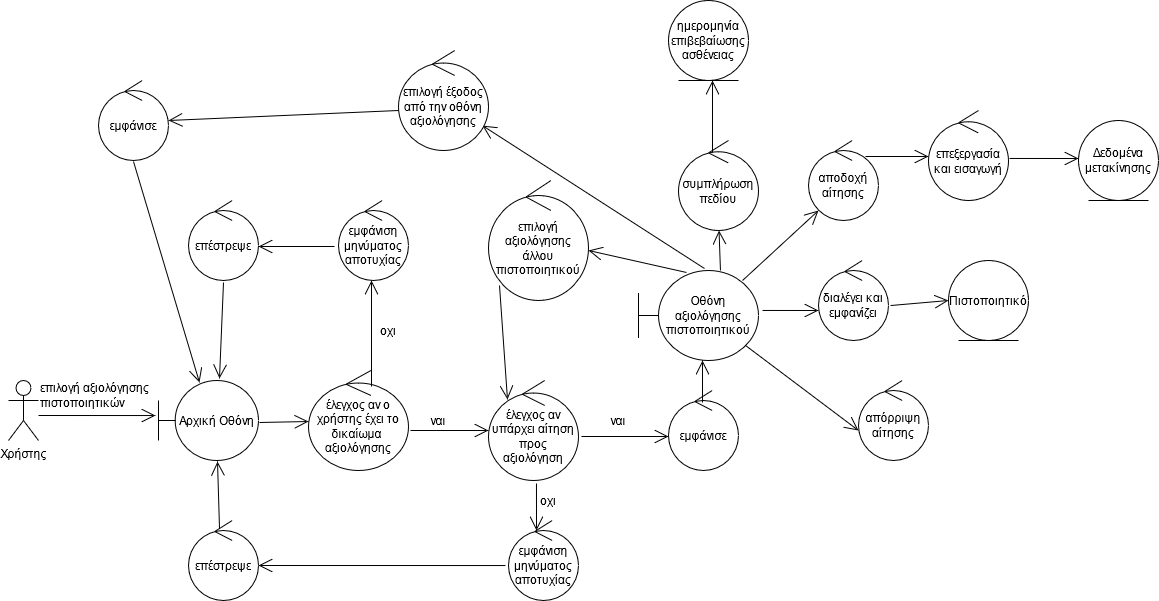 ημερομηνία
επιβεβαίωσης
ασθένειας
επιλογή έξοδος
από την οθόνη
αξιολόγησης
εμφάνισε
συμπλήρωση
πεδίου
αποδοχή
αίτησης
επεξεργασία
και εισαγωγή
Δεδομένα
μετακίνησης
επέστρεψε
εμφάνιση
μηνύματος
αποτυχίας
επιλογή
αξιολόγησης
άλλου
πιστοποιητικού
Οθόνη
αξιολόγησης
πιστοποιητικού
διαλέγει και
εμφανίζει
Πιστοποιητικό
οχι
επιλογή αξιολόγησης
πιστοποιητικών
Χρήστης
Αρχική Οθόνη
έλεγχος αν ο
χρήστης έχει το
δικαίωμα
αξιολόγησης
ναι
έλεγχος αν
υπάρχει αίτηση
προς
αξιολόγηση
ναι
εμφάνισε
απόρριψη
αίτησης
οχι
επέστρεψε
εμφάνιση
μηνύματος
αποτυχίας